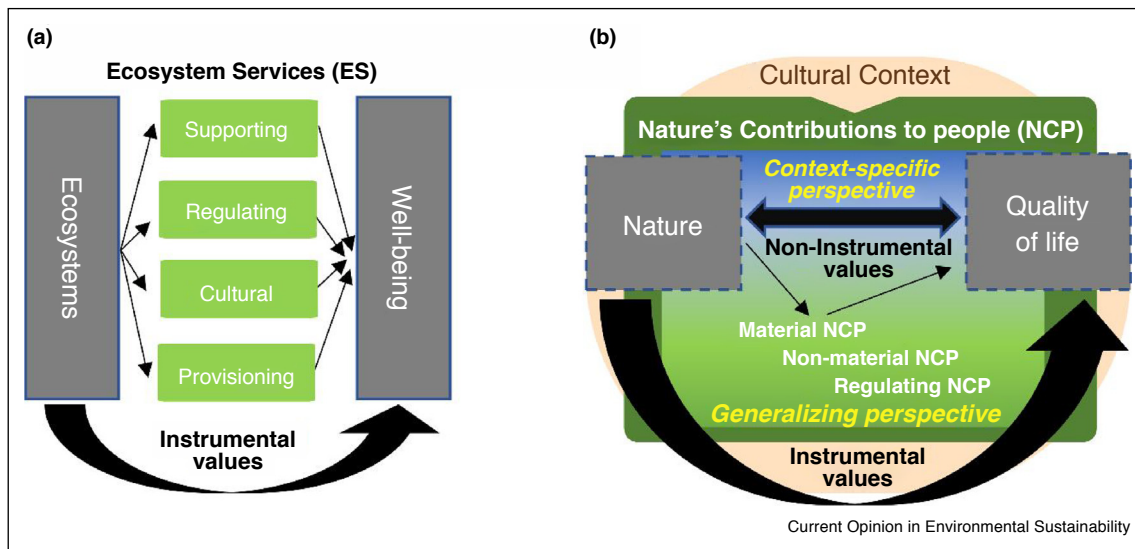 (a)
Ecosystem Services (ES)
Ecosystems
Supporting
Regulating
Cultural
Provisioning
Well-being
Instrumental
values
(b)
Cultural Context
Nature's Contributions to people (NCP)
Context-specific
perspective
Nature
Quality
of life
Non-Instrumental
values
Material NCP
Non-material NCP
Regulating NCP
Generalizing perspective
Instrumental
values
Current Opinion in Environmental Sustainability